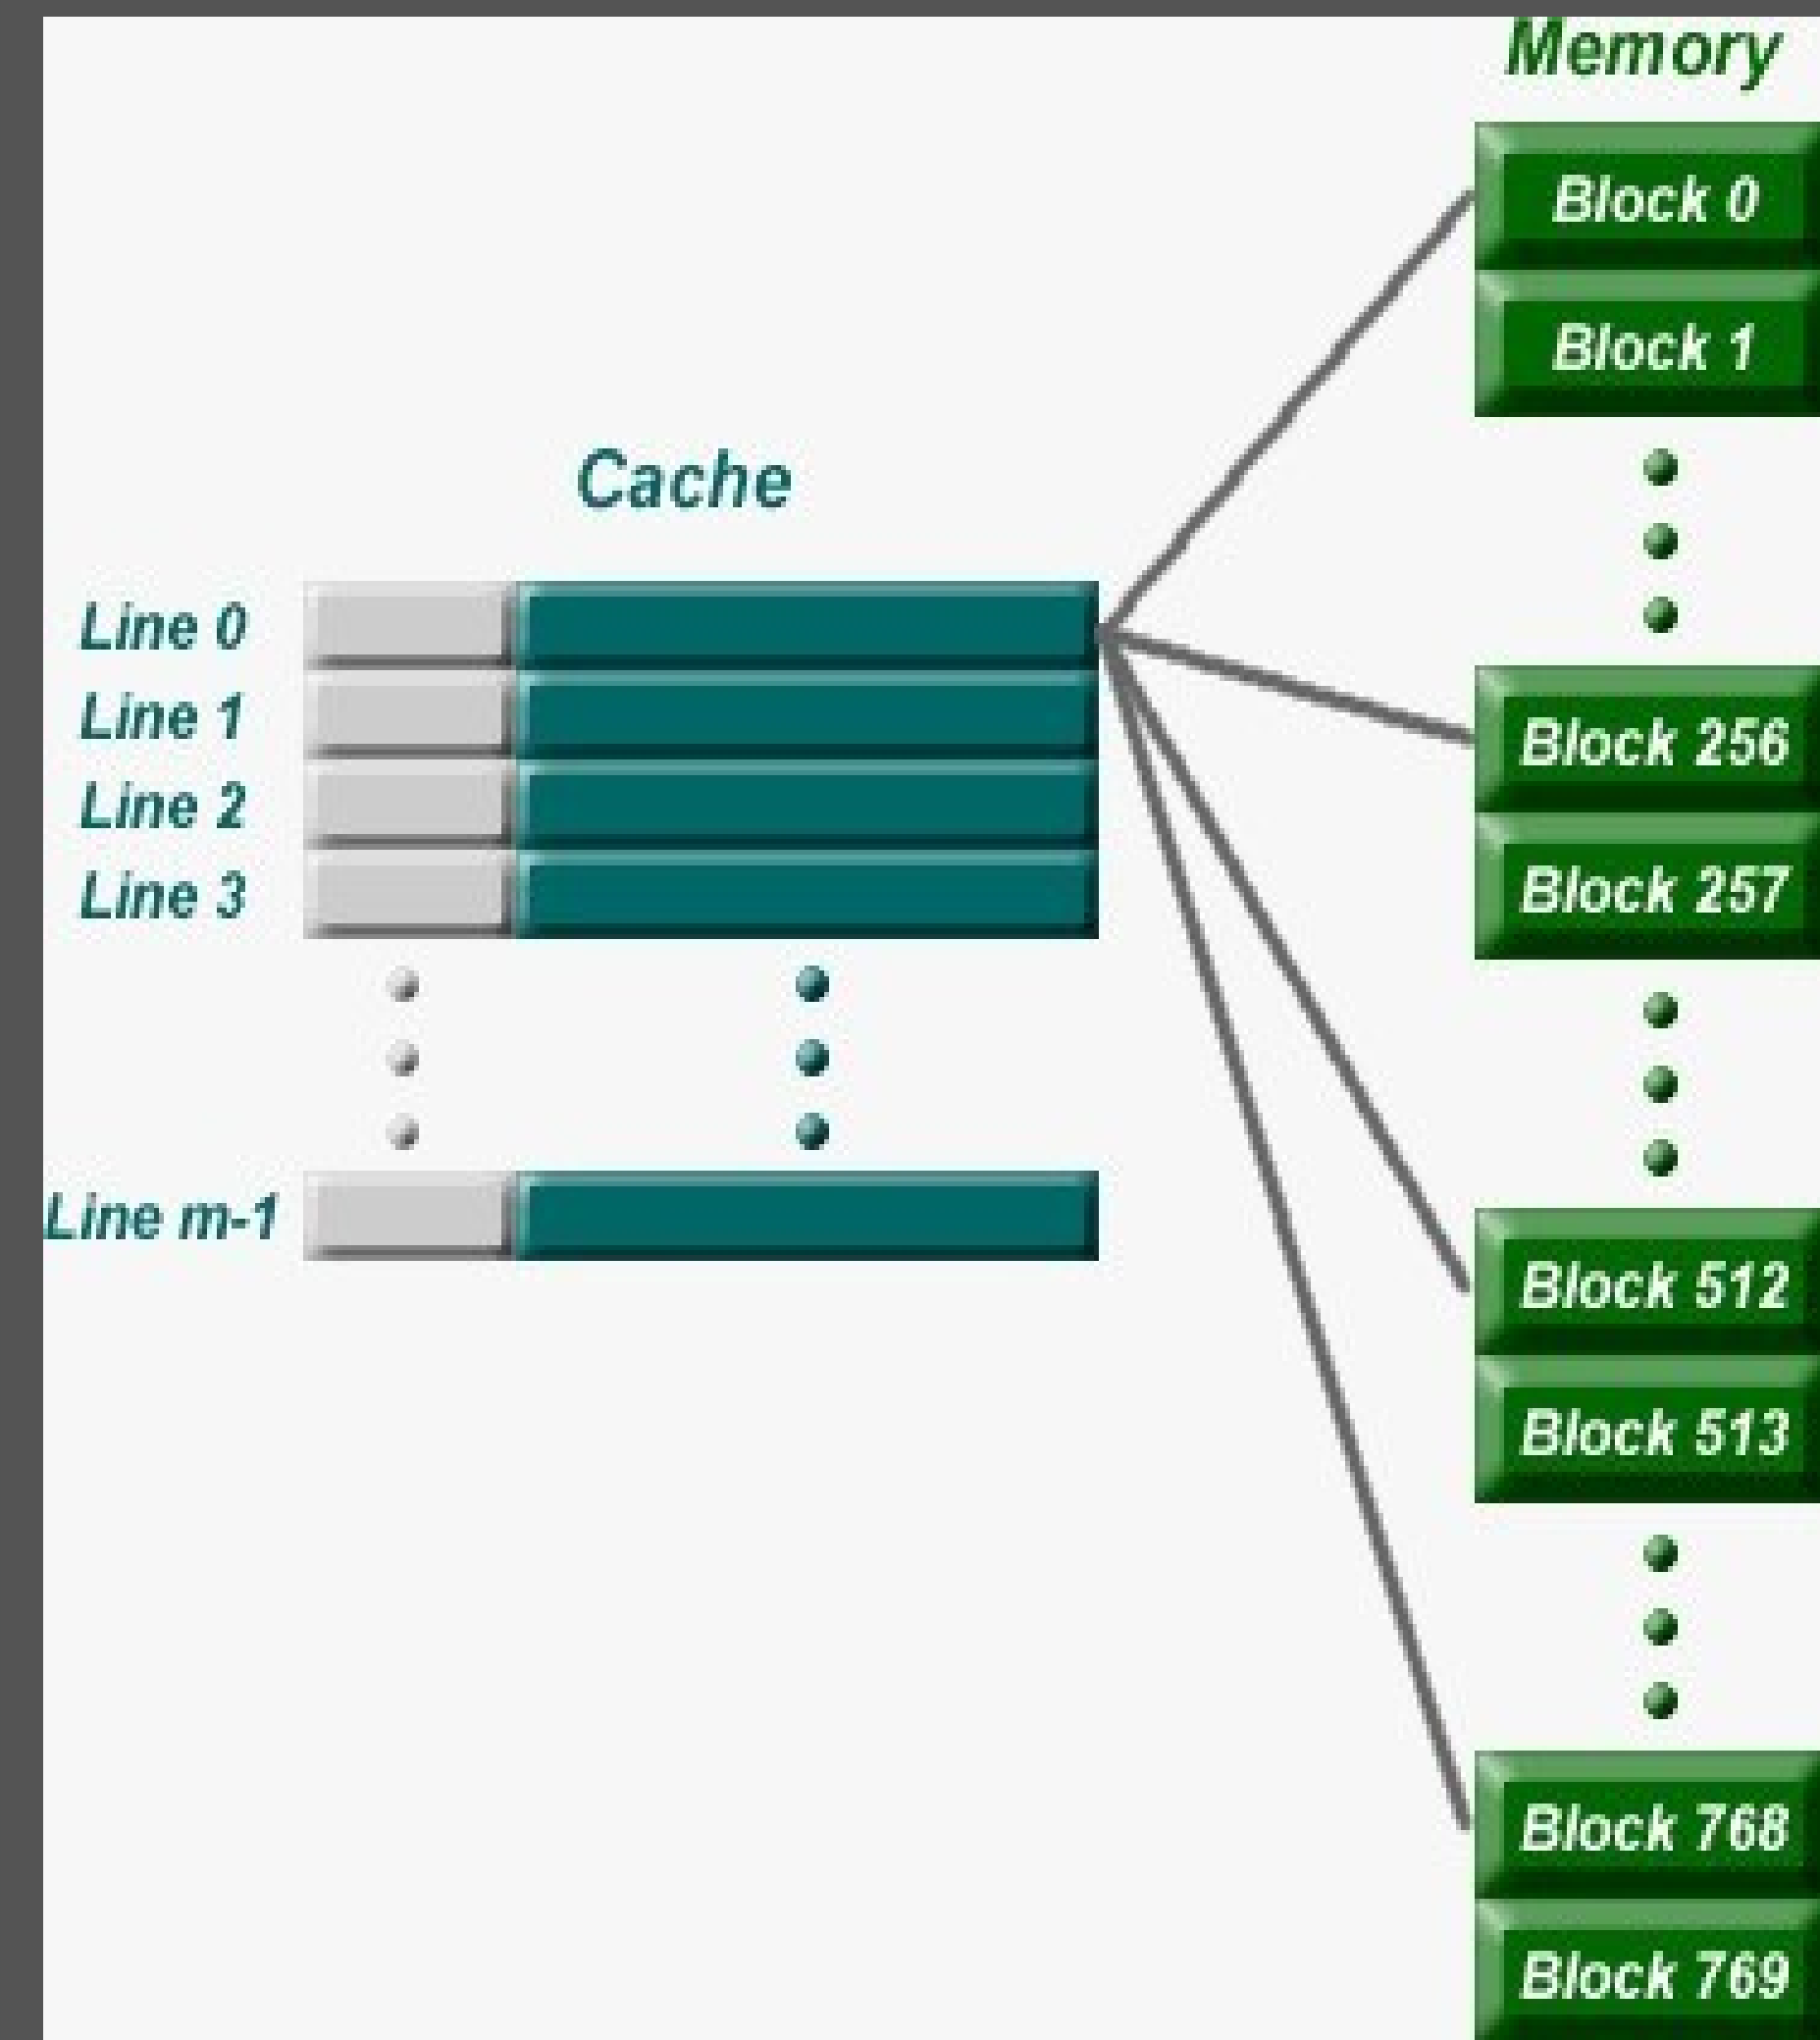 Memory
Block 0
Block 1
Cache
Line 0
Line 1
Block 256
Line 2
Line 3
Block 257
Line m-1
Block 512
Block 513
Block 768
Block 769